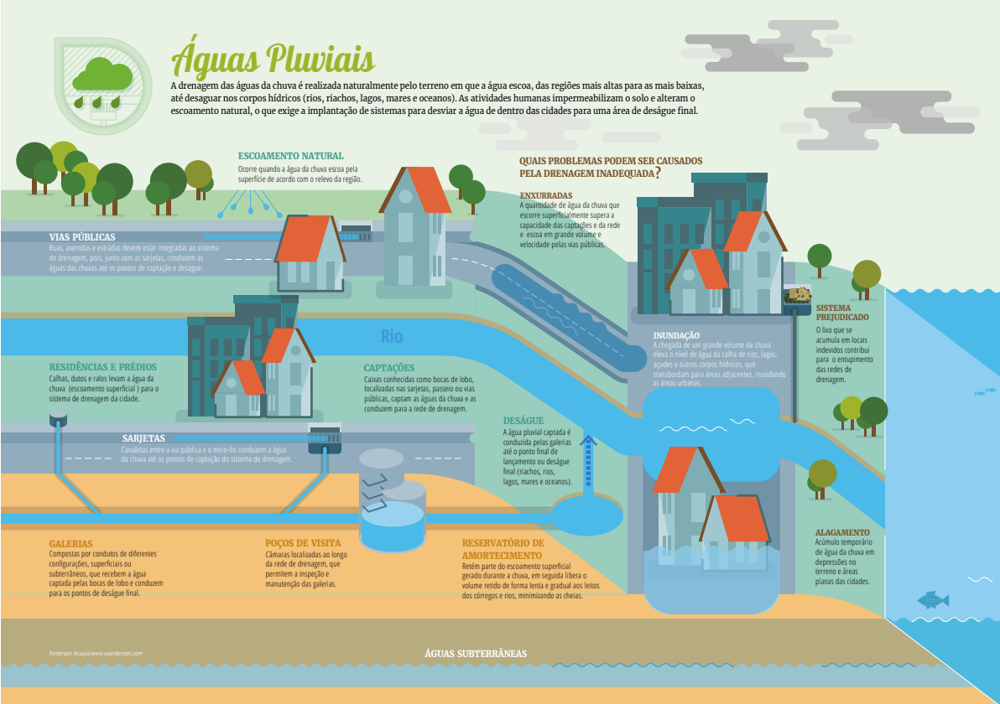 Águas Pluviais
A drenagem das águas da chuva é realizada naturalmente pelo terreno em que a água escoa, das regiões mais altas para as mais baixas,
até desaguar nos corpos hídricos (rios, riachos, lagos, mares e oceanos). As atividades humanas impermeabilizam o solo e alteram o
escoamento natural, o que exige a implantação de sistemas para desviar a água de dentro das cidades para uma área de deságue final.
ESCOAMENTO NATURAL
Ocorre quando a água da chuva escoa pela
superfície de acordo com o relevo da região.
QUAIS PROBLEMAS PODEM SER CAUSADOS
PELA DRENAGEM INADEQUADA?
ENXURRADAS
A quantidade de água da chuva que
escorre superficialmente supera a
capacidade das captações e da rede
e escoa em grande volume e
velocidade pelas vias públicas.
VIAS PÚBLICAS
Ruas, avenidas e estradas devem estar integradas ao sistema
de drenagem, pois, junto com as sarjetas, conduzem as
águas das chuvas até os pontos de captação e desague.
SISTEMA
PREJUDICADO
O lixo que se
acumula em locais
indevidos contribui
para o entupimento
das redes de
drenagem.
Rio
INUNDAÇÃO
A chegada de um grande volume de chuva
eleva o nível de água da calha de rios, lagos,
açudes e outros corpos hídricos, que
transbordam para áreas adjacentes, inundando
as áreas urbanas.
RESIDÊNCIAS E PRÉDIOS
Calhas, dutos e ralos levam a água da
chuva (escoamento superficial ) para o
sistema de drenagem da cidade.
CAPTAÇÕES
Caixas conhecidas como bocas de lobo,
localizadas nas sarjetas, passeio ou vias
públicas, captam as águas da chuva e as
conduzem para a rede de drenagem.
DESÁGUE
A água pluvial captada é
conduzida pelas galerias
até o ponto final de
lançamento ou deságue
final (riachos, rios,
lagos, mares e oceanos).
SARJETAS
Canaletas entre a via pública e o meio-fio conduzem a água
da chuva até os pontos de captação do sistema de drenagem.
GALERIAS
Compostas por condutos de diferentes
configurações, superficiais ou
subterrâneos, que recebem a água
captada pelas bocas de lobo e conduzem
para os pontos de deságue final.
POÇOS DE VISITA
Câmaras localizadas ao longo
da rede de drenagem, que
permitem a inspeção e
manutenção das galerias.
RESERVATÓRIO DE
AMORTECIMENTO
Retém parte do escoamento superficial
gerado durante a chuva, em seguida libera o
volume retido de forma lenta e gradual aos leitos
dos córregos e rios, minimizando as cheias.
ALAGAMENTO
Acúmulo temporário
de água da chuva em
depressões no
terreno e áreas
planas das cidades.
Anderson Araujo/www.uxanderson.com
ÁGUAS SUBTERRÂNEAS